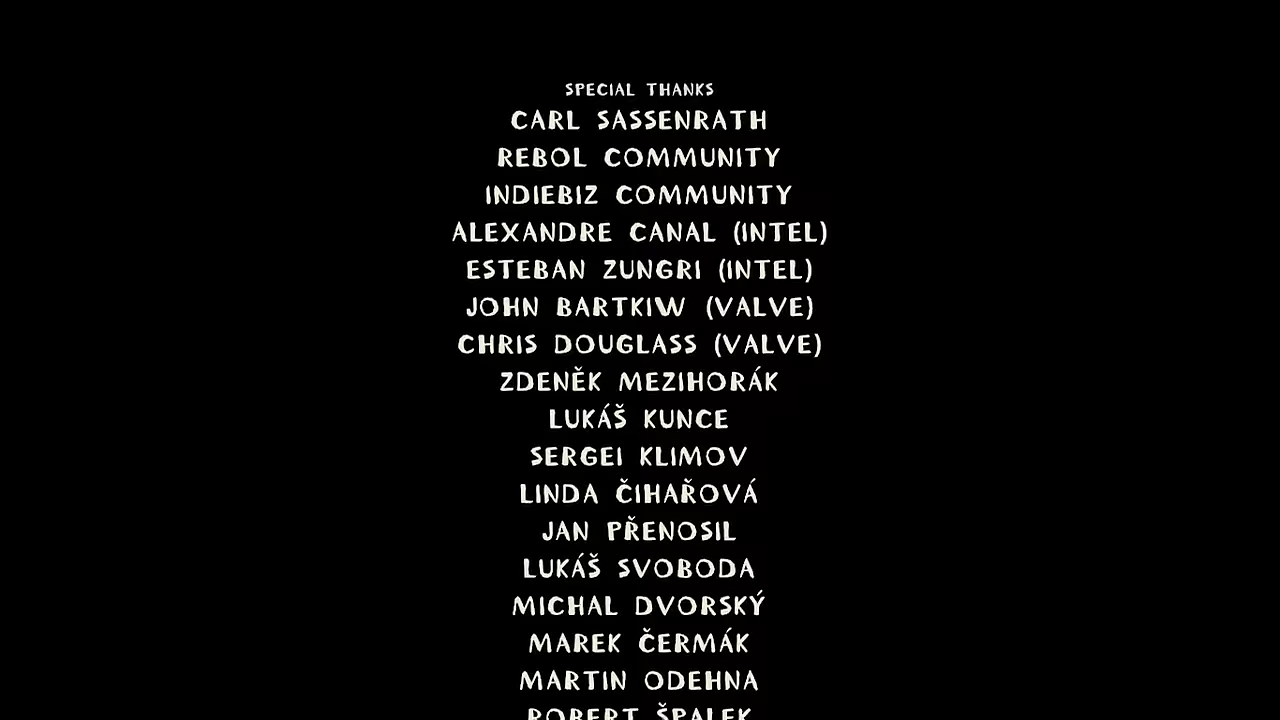 SPECIAL THANKS
CARL SASSENRATH
REBOL COMMUNITY
INDIEBIZ COMMUNITY
ALEXANDRE CANAL (INTEL)
ESTEBAN ZUNGRI (INTEL)
JOHN BARTKIW (VALVE)
CHRIS DOUGLASS (VALVE)
ZDENĚK MEZIHORÁK
LUKÁŠ KUNCE
SERGEI KLIMOV
LINDA ČIHAŘOVÁ
JAN PŘENOSIL
LUKÁŠ SVOBODA
MICHAL DVORSKÝ
MAREK ČERMÁK
MARTIN ODEHNA
ROBERT ŠPALEK